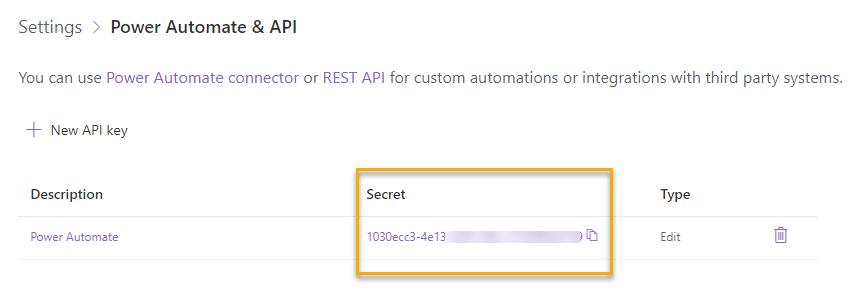 Settings > Power Automate & API
You can use Power Automate connector or REST API for custom automations or integrations with third party systems.
+ New API key
Description Secret Type
Power Automate 1030ecc3-4e13 9 Edit